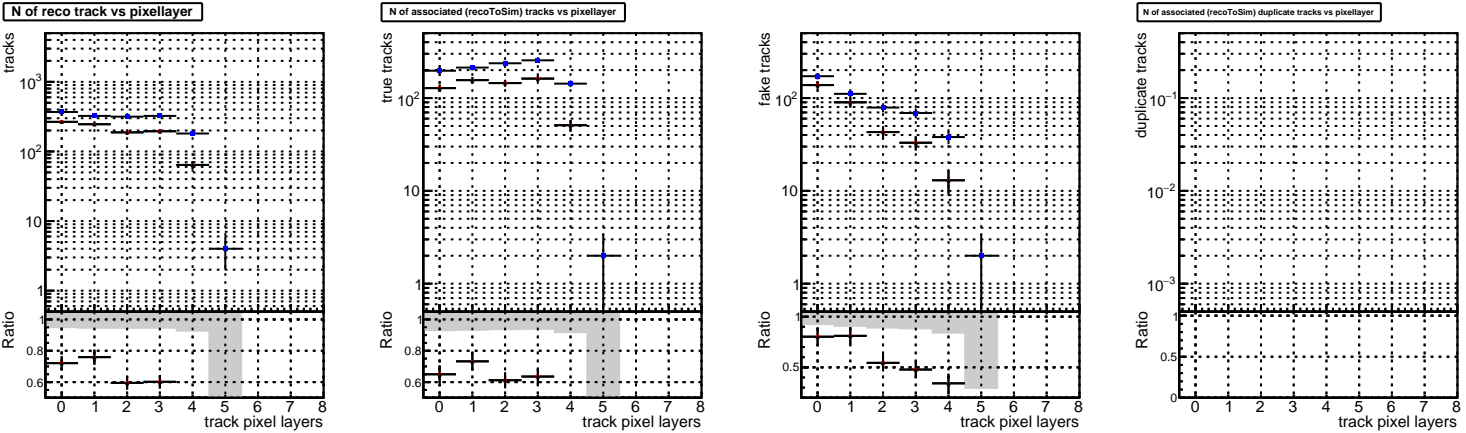 N of reco track vs pixellayer
tracks
10³
10²
10
1
Ratio
1
0.8
0.6
0 1 2 3 4 5 6 7 8
track pixel layers
N of associated (recoToSim) tracks vs pixellayer
true tracks
10²
10
1
Ratio
1
0.8
0.6
0 1 2 3 4 5 6 7 8
track pixel layers
fake tracks
10²
10
1
Ratio
1
0.5
0 1 2 3 4 5 6 7 8
track pixel layers
N of associated (recoToSim) duplicate tracks vs pixellayer
duplicate tracks
10⁻¹
10⁻²
10⁻³
Ratio
1
0.5
0
0 1 2 3 4 5 6 7 8
track pixel layers